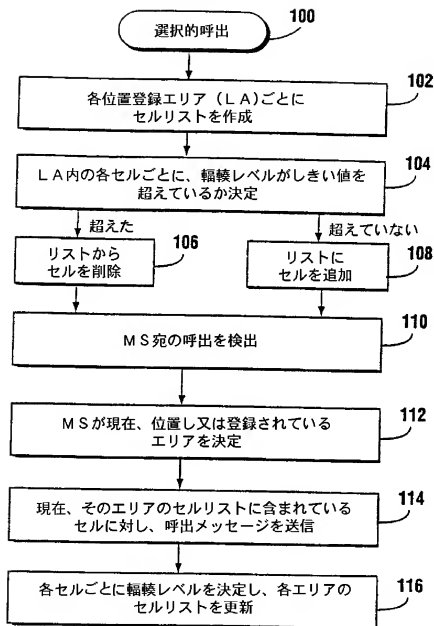 選択的呼出
100
各位置登録エリア(LA)ごとに
セルリストを作成
102
LA内の各セルごとに、輻輳レベルがしきい値を
超えているか決定
104
超えた
超えていない
リストから
セルを削除
106
リストに
セルを追加
108
MS宛の呼出を検出
110
MSが現在、位置し又は登録されている
エリアを決定
112
現在、そのエリアのセルリストに含まれている
セルに対し、呼出メッセージを送信
114
各セルごとに輻輳レベルを決定し、各エリアの
セルリストを更新
116